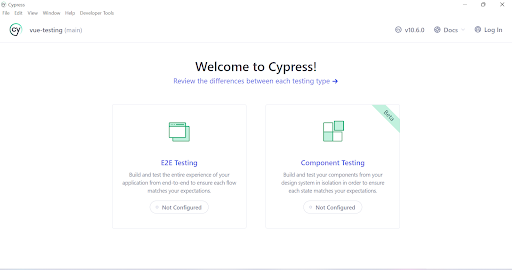 Cypress
File Edit View Window Help Developer Tools
cy vue-testing (main) v10.6.0 Docs Log In
Welcome to Cypress!
Review the differences between each testing type →
Beta
E2E Testing
Build and test the entire experience of your
application from end-to-end to ensure each flow
matches your expectations.
Not Configured
Component Testing
Build and test your components from your
design system in isolation in order to ensure
each state matches your expectations.
Not Configured